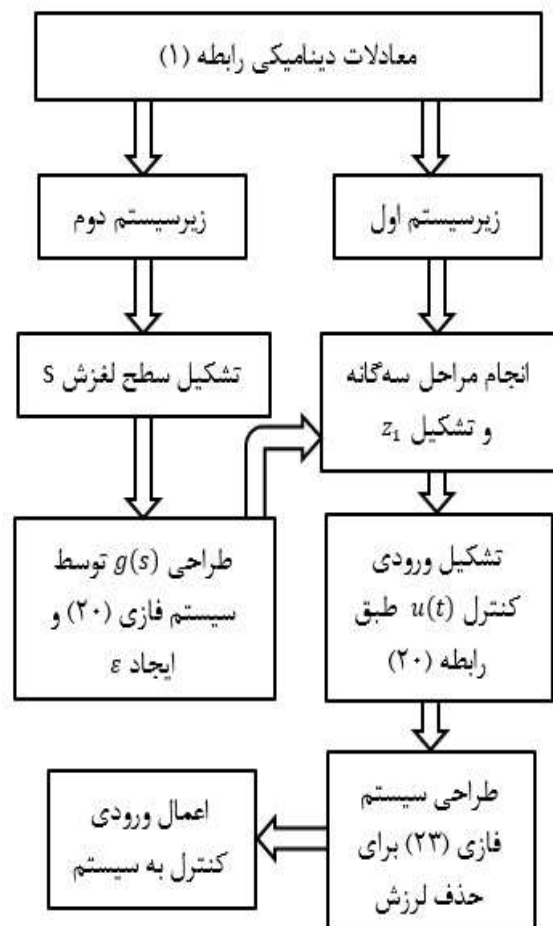 معادلات دینامیکی رابطه (۱)
زیرسیستم اول
زیرسیستم دوم
انجام مراحل سه‌گانه
و تشکیل z₁
تشکیل سطح لغزش S
تشکیل ورودی
کنترل u(t) طبق
رابطه (۲۰)
طراحی g(s) توسط
سیستم فازی (۲۰) و
ایجاد ε
طراحی سیستم
فازی (۲۳) برای
حذف لرزش
اعمال ورودی
کنترل به سیستم